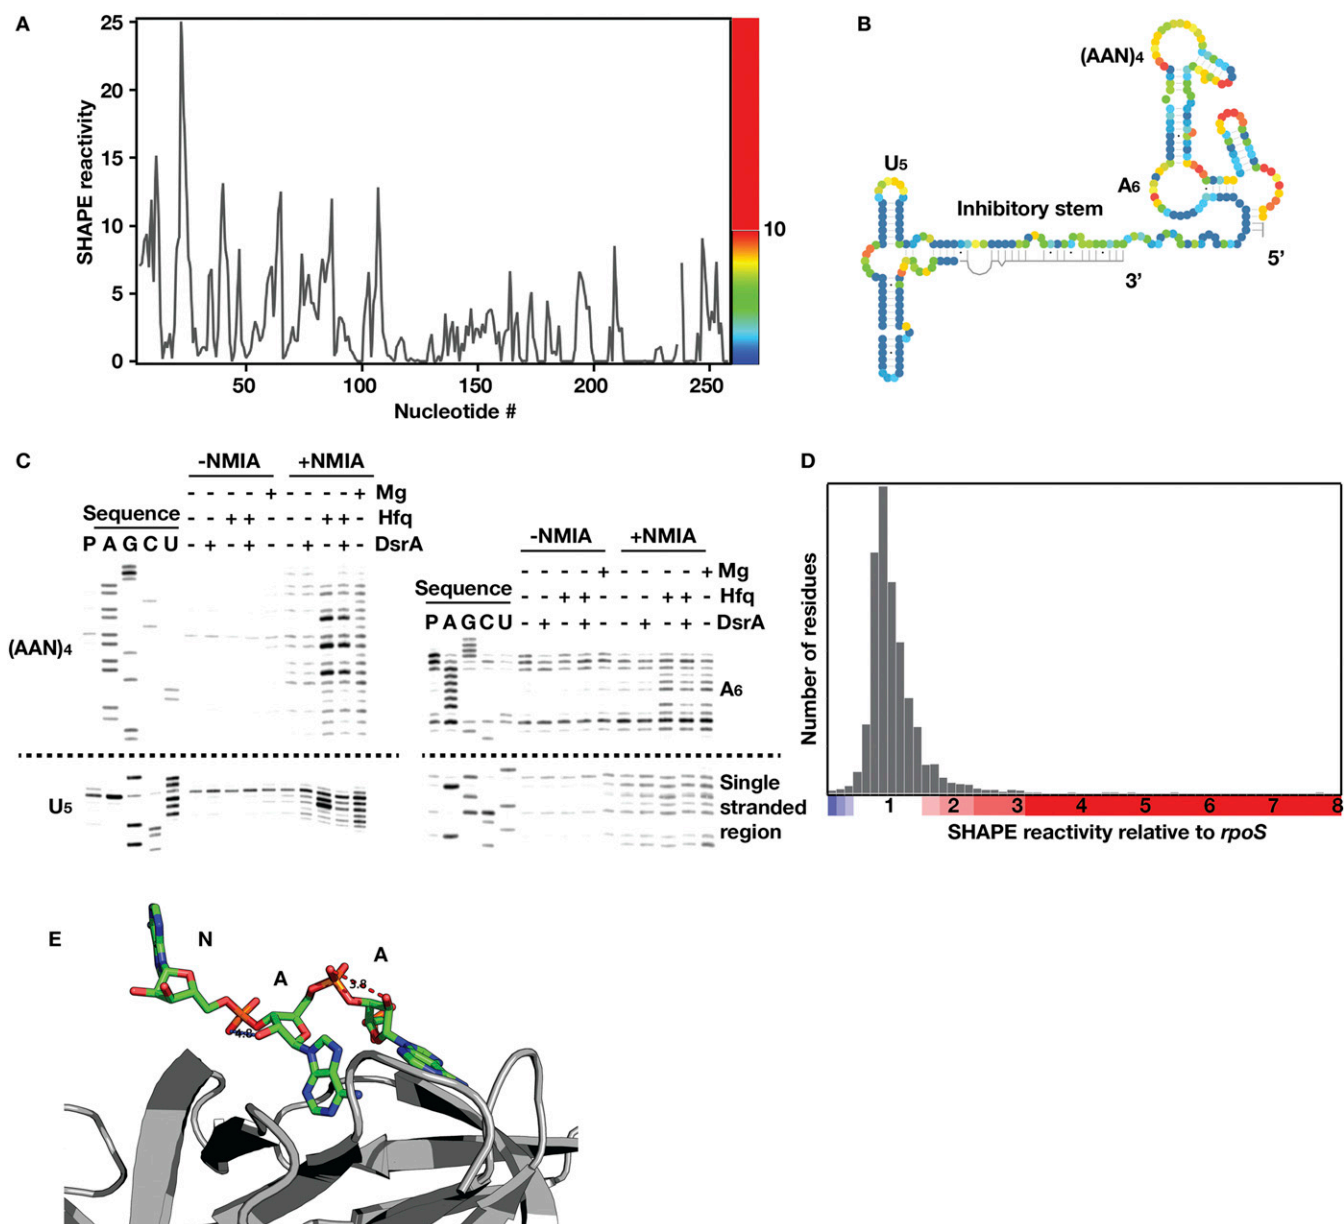 A
SHAPE reactivity
25
20
15
10
5
0
50 100 150 200 250
Nucleotide #
10
B
(AAN)4
A6
U5
Inhibitory stem
5’
3’
C
-NMIA +NMIA
- - - - + - - - - + Mg
Sequence - - + + - - + + Hfq
P A G C U - + - + - + - + DsrA
(AAN)4
U5
-NMIA +NMIA
- - - - + - - - - + Mg
Sequence - - + + - - + + Hfq
P A G C U - + - + - + - + DsrA
A6
Single
stranded
region
D
Number of residues
1 2 3 4 5 6 7 8
SHAPE reactivity relative to rpoS
E
N
A
A
3.8
4.8